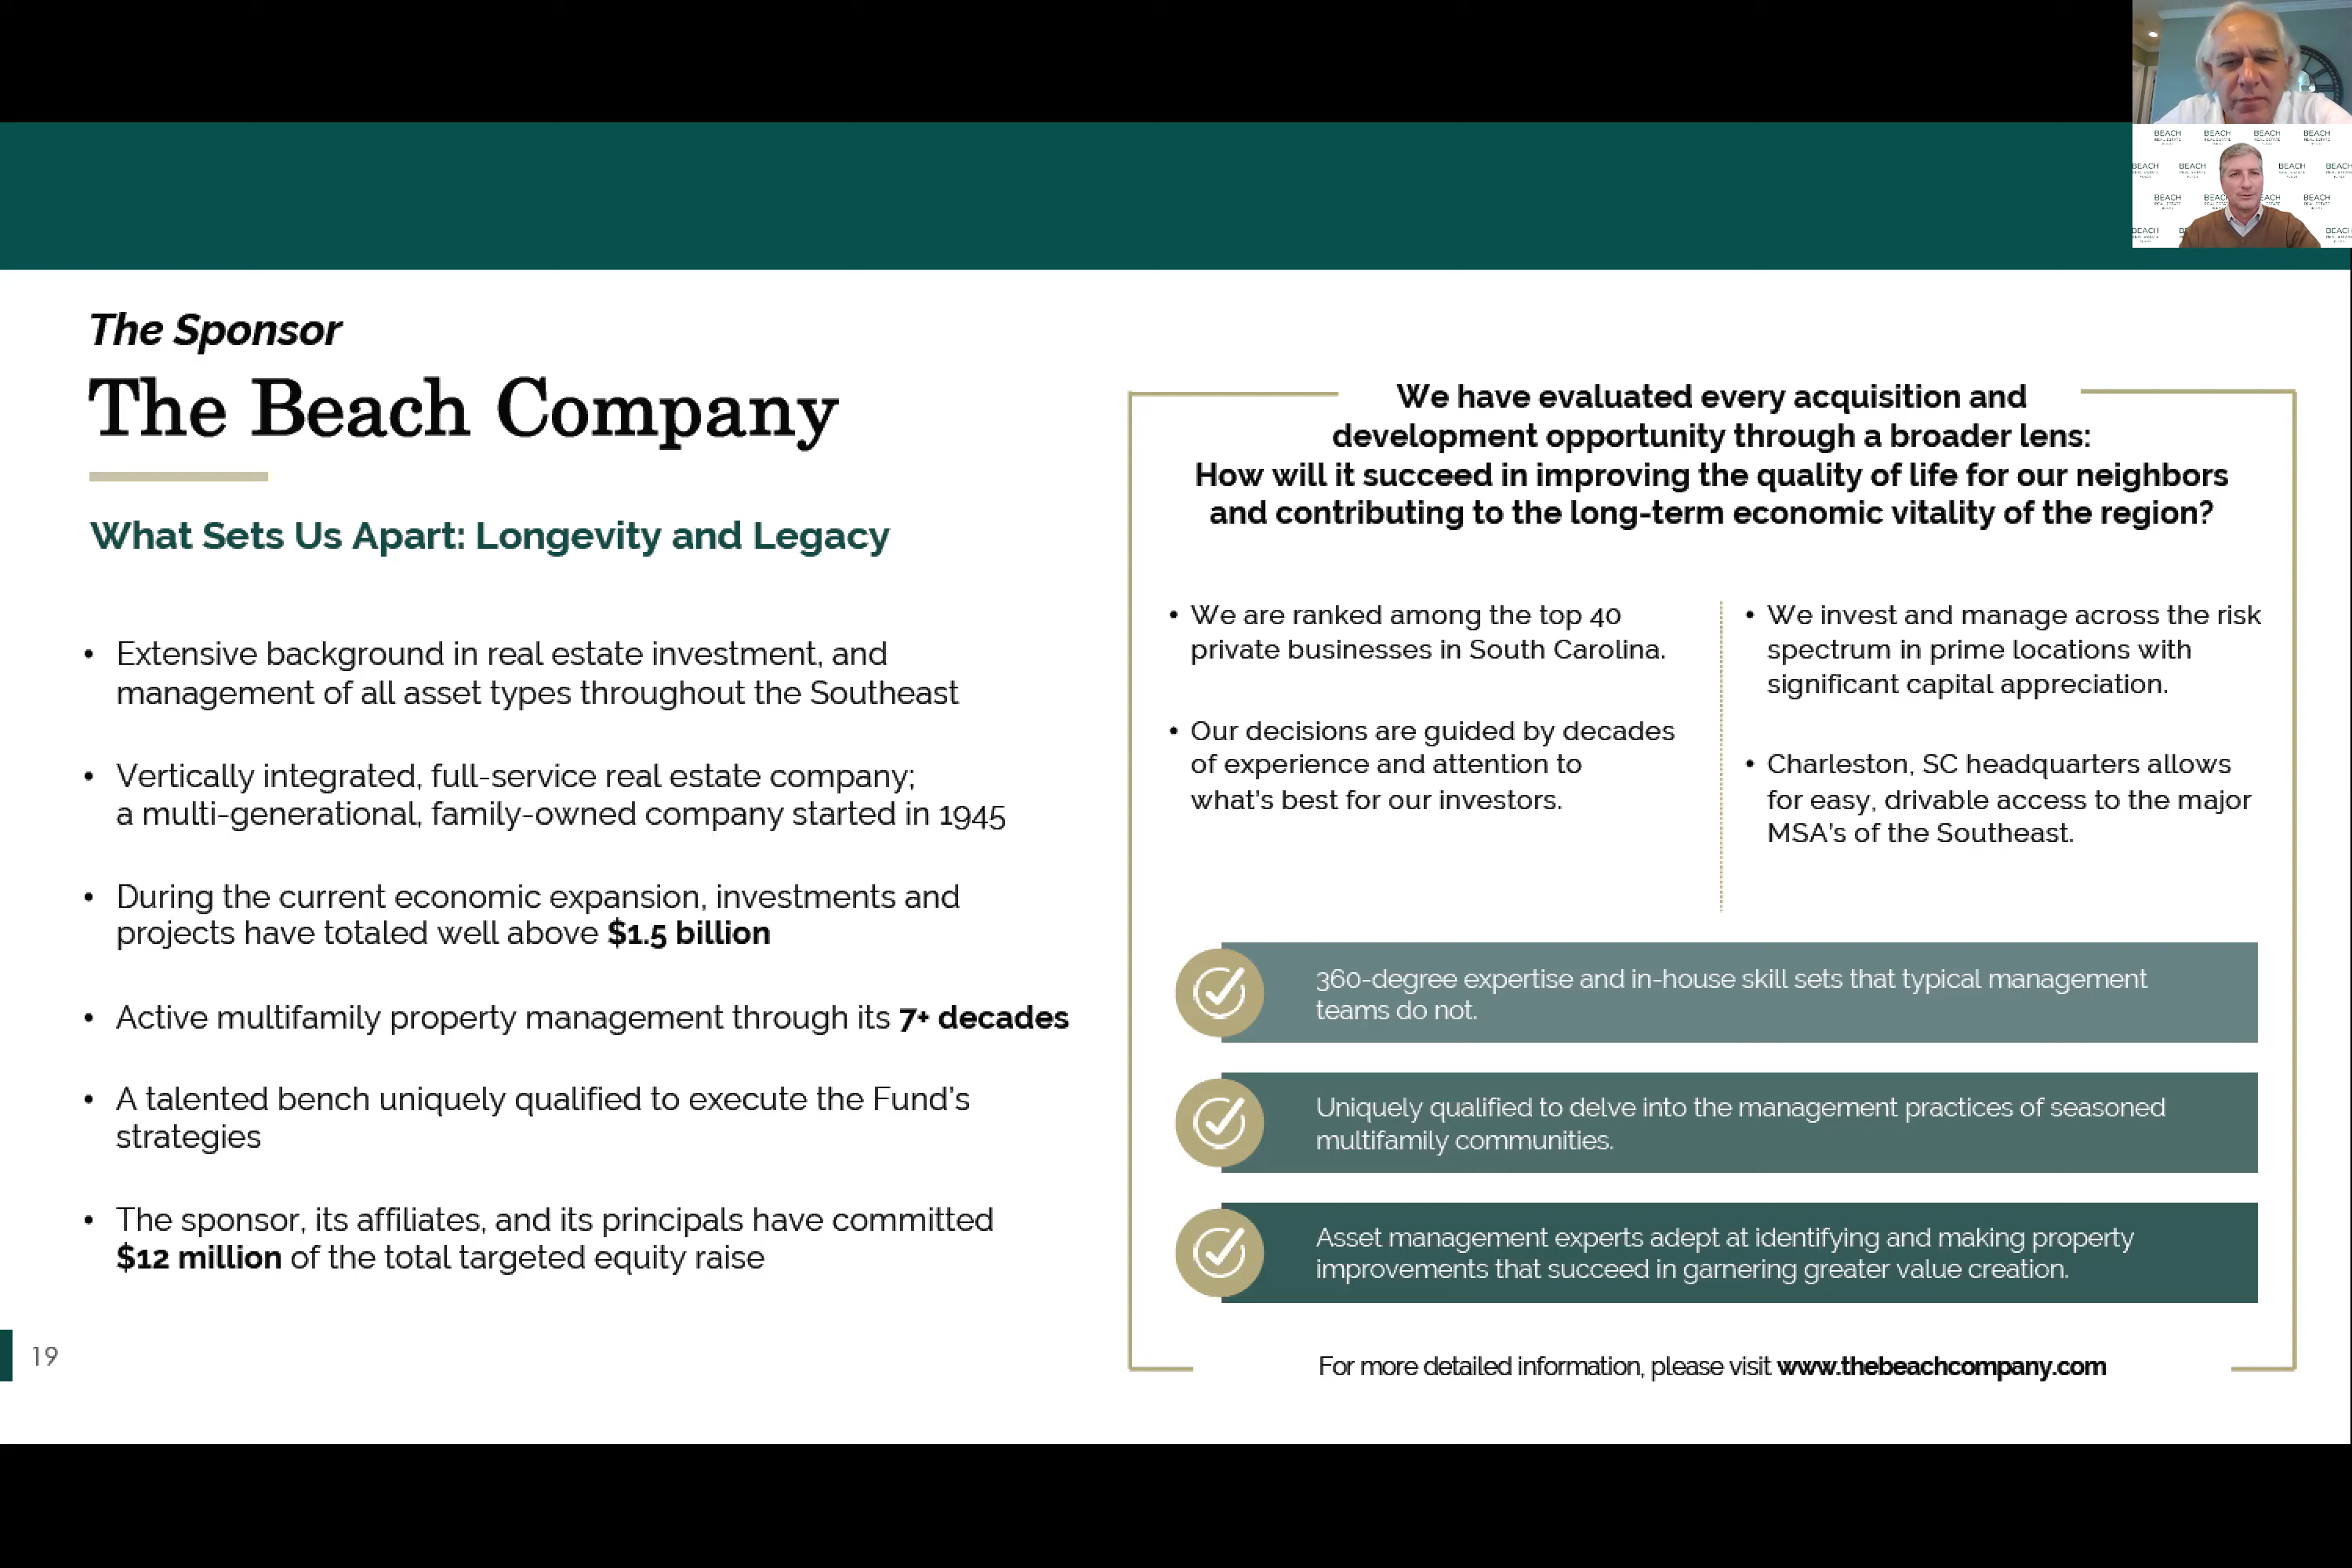 The Sponsor
The Beach Company
What Sets Us Apart: Longevity and Legacy
• Extensive background in real estate investment, and
management of all asset types throughout the Southeast
• Vertically integrated, full-service real estate company;
a multi-generational, family-owned company started in 1945
• During the current economic expansion, investments and
projects have totaled well above $1.5 billion
• Active multifamily property management through its 7+ decades
• A talented bench uniquely qualified to execute the Fund's
strategies
• The sponsor, its affiliates, and its principals have committed
$12 million of the total targeted equity raise
19
We have evaluated every acquisition and
development opportunity through a broader lens:
How will it succeed in improving the quality of life for our neighbors
and contributing to the long-term economic vitality of the region?
• We are ranked among the top 40
private businesses in South Carolina.
• Our decisions are guided by decades
of experience and attention to
what's best for our investors.
• We invest and manage across the risk
spectrum in prime locations with
significant capital appreciation.
• Charleston, SC headquarters allows
for easy, drivable access to the major
MSA's of the Southeast.
360-degree expertise and in-house skill sets that typical management
teams do not.
Uniquely qualified to delve into the management practices of seasoned
multifamily communities.
Asset management experts adept at identifying and making property
improvements that succeed in garnering greater value creation.
For more detailed information, please visit www.thebeachcompany.com
BEACH BEACH BEACH BEACH
BEACH BEACH BEACH BEACH
BEACH BEACH
BEACH